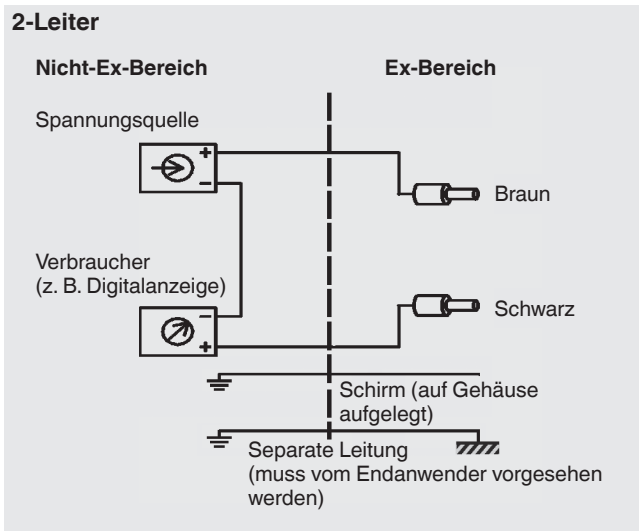 2-Leiter
Nicht-Ex-Bereich
Ex-Bereich
Spannungsquelle
+
−
Braun
Verbraucher
(z. B. Digitalanzeige)
−
+
Schwarz
Schirm (auf Gehäuse
aufgelegt)
Separate Leitung
(muss vom Endanwender vorgesehen
werden)